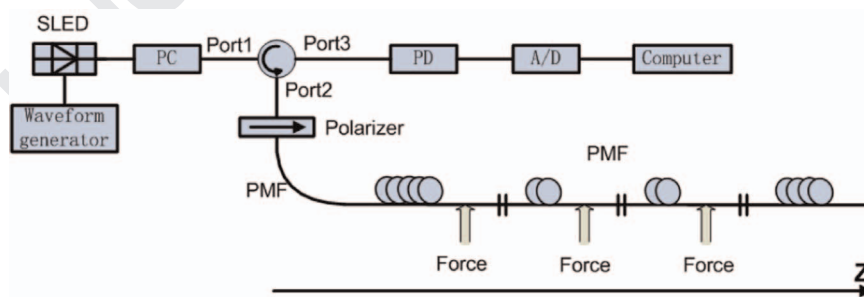 SLED
PC
Port1
Port3
PD
A/D
Computer
Port2
Waveform
generator
Polarizer
PMF
PMF
Force
Force
Force
Z